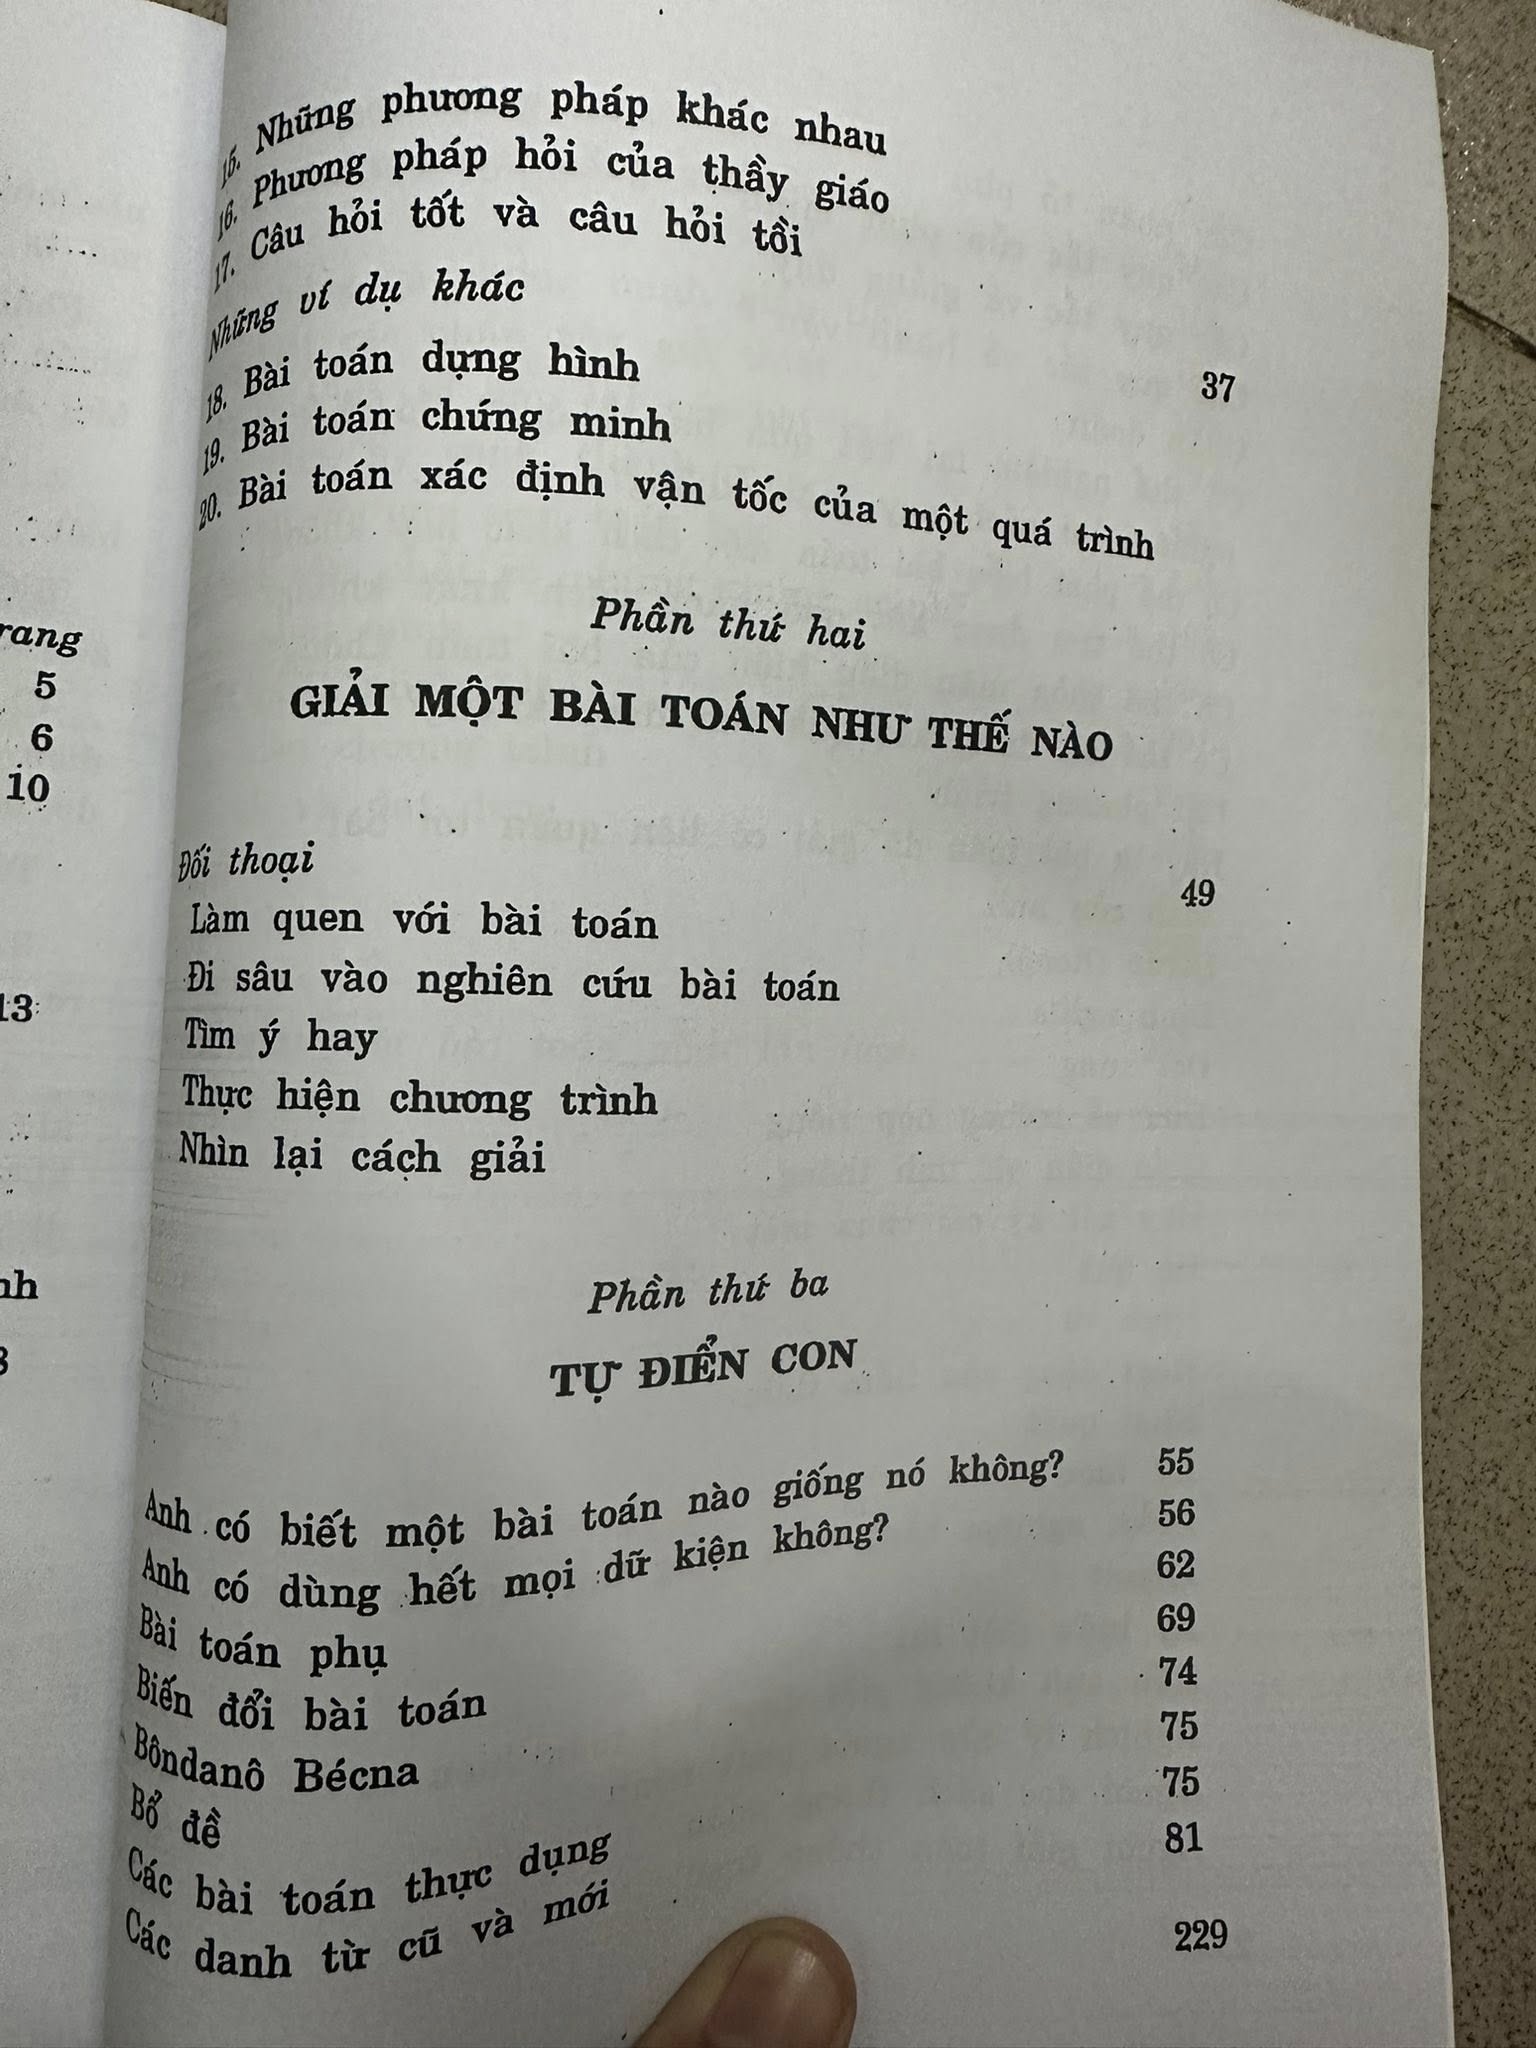 rang
5
6
10
13
nh
3
15. Những phương pháp khác nhau
16. Phương pháp hỏi của thầy giáo
17. Câu hỏi tốt và câu hỏi tồi
Những ví dụ khác 37
18. Bài toán dựng hình
19. Bài toán chứng minh
20. Bài toán xác định vận tốc của một quá trình
Phần thứ hai
GIẢI MỘT BÀI TOÁN NHƯ THẾ NÀO
Đối thoại 49
Làm quen với bài toán
Đi sâu vào nghiên cứu bài toán
Tìm ý hay
Thực hiện chương trình
Nhìn lại cách giải
Phần thứ ba
TỰ ĐIỂN CON
Anh có biết một bài toán nào giống nó không? 55
Anh có dùng hết mọi dữ kiện không? 56
Bài toán phụ 62
Biến đổi bài toán 69
Bôndanô Bécna 74
Bổ đề 75
Các bài toán thực dụng 75
Các danh từ cũ và mới 81
229